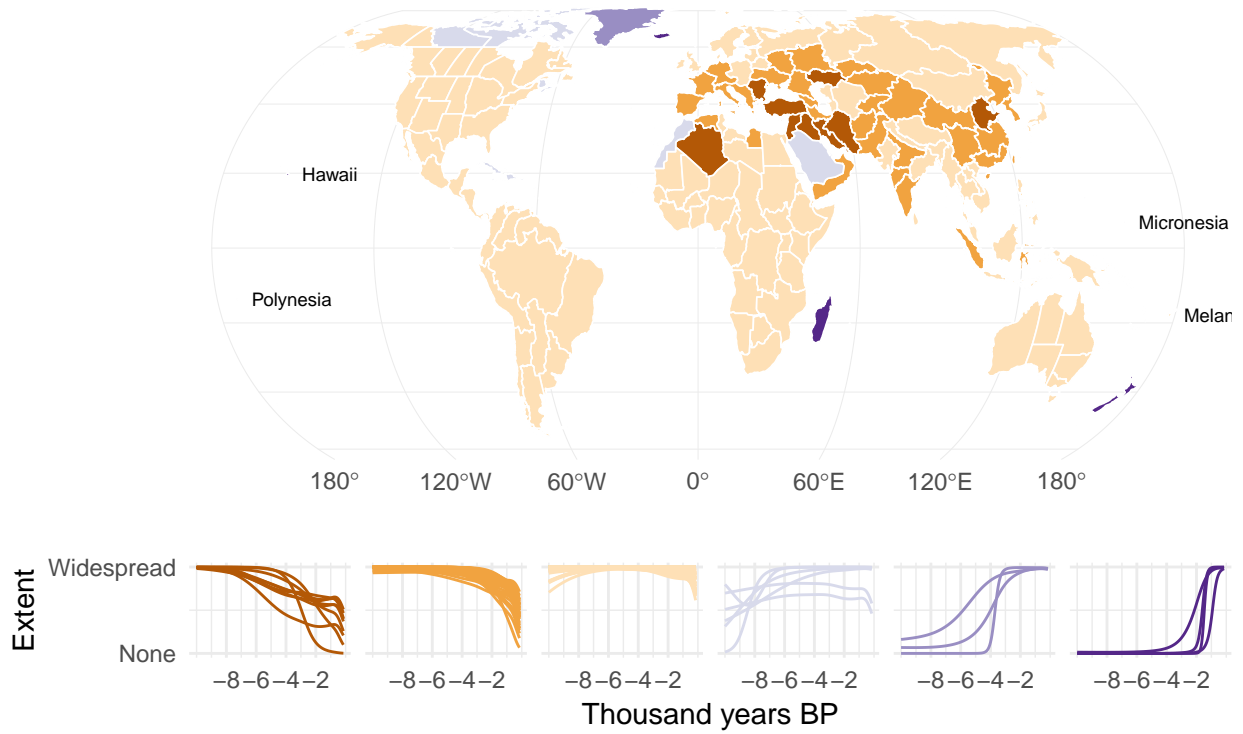 Hawaii
Micronesia
Polynesia
Melan
180° 120°W 60°W 0° 60°E 120°E 180°
Extent
Widespread
None
−8 −6 −4 −2 −8 −6 −4 −2 −8 −6 −4 −2 −8 −6 −4 −2 −8 −6 −4 −2 −8 −6 −4 −2
Thousand years BP